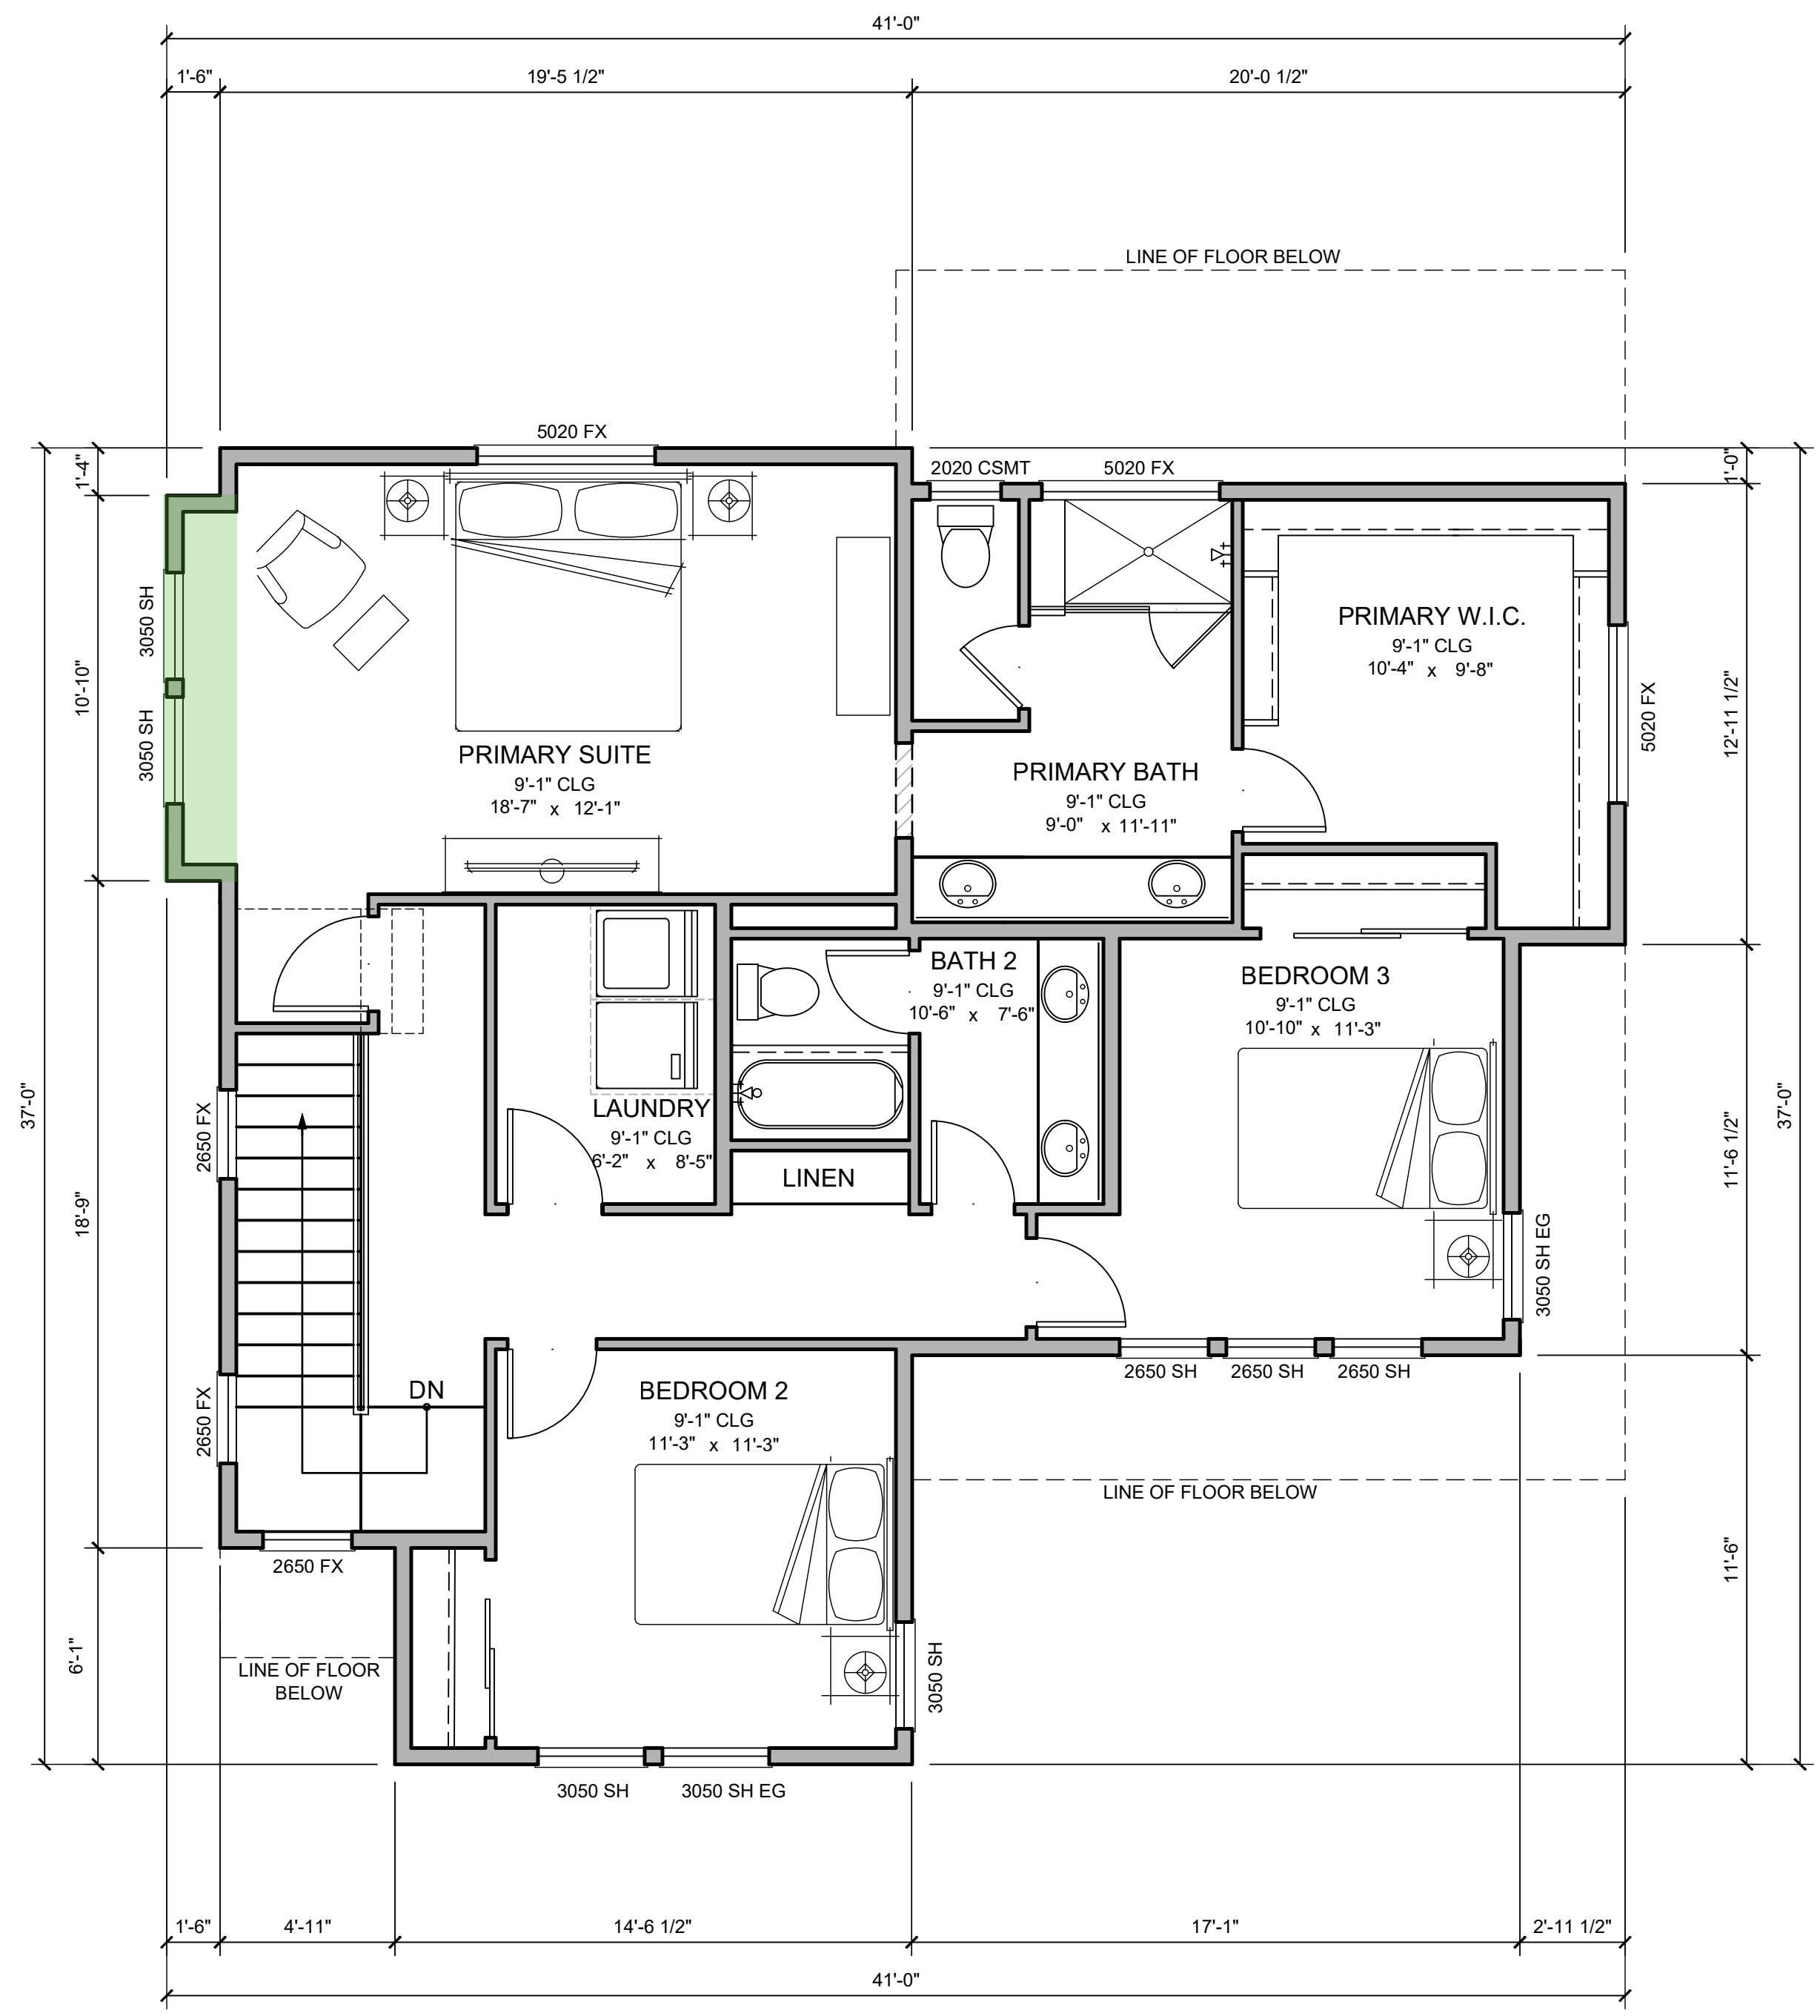 41'-0"
1'-6"
19'-5 1/2"
20'-0 1/2"
LINE OF FLOOR BELOW
5020 FX
2020 CSMT
5020 FX
1'-4"
1'-0"
3050 SH
3050 SH
10'-10"
PRIMARY SUITE
9'-1" CLG
18'-7" x 12'-1"
PRIMARY BATH
9'-1" CLG
9'-0" x 11'-11"
PRIMARY W.I.C.
9'-1" CLG
10'-4" x 9'-8"
5020 FX
12'-11 1/2"
BATH 2
9'-1" CLG
10'-6" x 7'-6"
BEDROOM 3
9'-1" CLG
10'-10" x 11'-3"
37'-0"
37'-0"
2650 FX
LAUNDRY
9'-1" CLG
6'-2" x 8'-5"
LINEN
11'-6 1/2"
18'-9"
3050 SH EG
2650 SH
2650 SH
2650 SH
2650 FX
DN
BEDROOM 2
9'-1" CLG
11'-3" x 11'-3"
LINE OF FLOOR BELOW
11'-6"
2650 FX
6'-1"
LINE OF FLOOR
BELOW
3050 SH
3050 SH
3050 SH EG
1'-6"
4'-11"
14'-6 1/2"
17'-1"
2'-11 1/2"
41'-0"